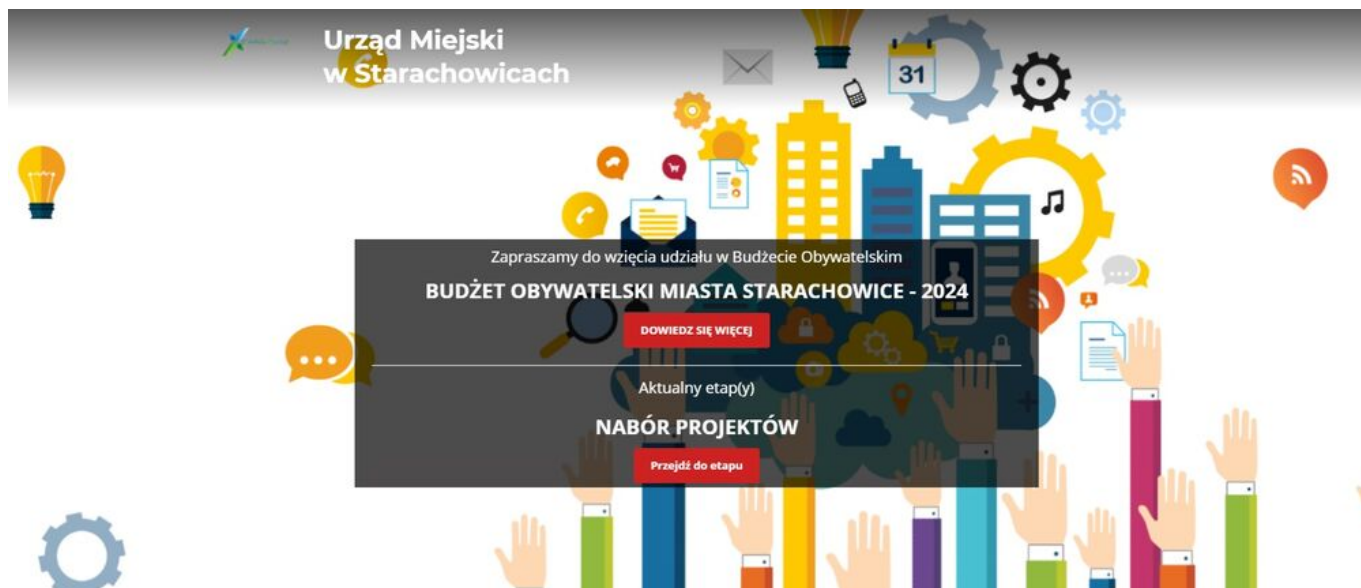 Urząd Miejski
w Starachowicach
31
Zapraszamy do wzięcia udziału w Budżecie Obywatelskim
BUDŻET OBYWATELSKI MIASTA STARACHOWICE - 2024
DOWIEDZ SIĘ WIĘCEJ
Aktualny etap(y)
NABÓR PROJEKTÓW
Przejdź do etapu